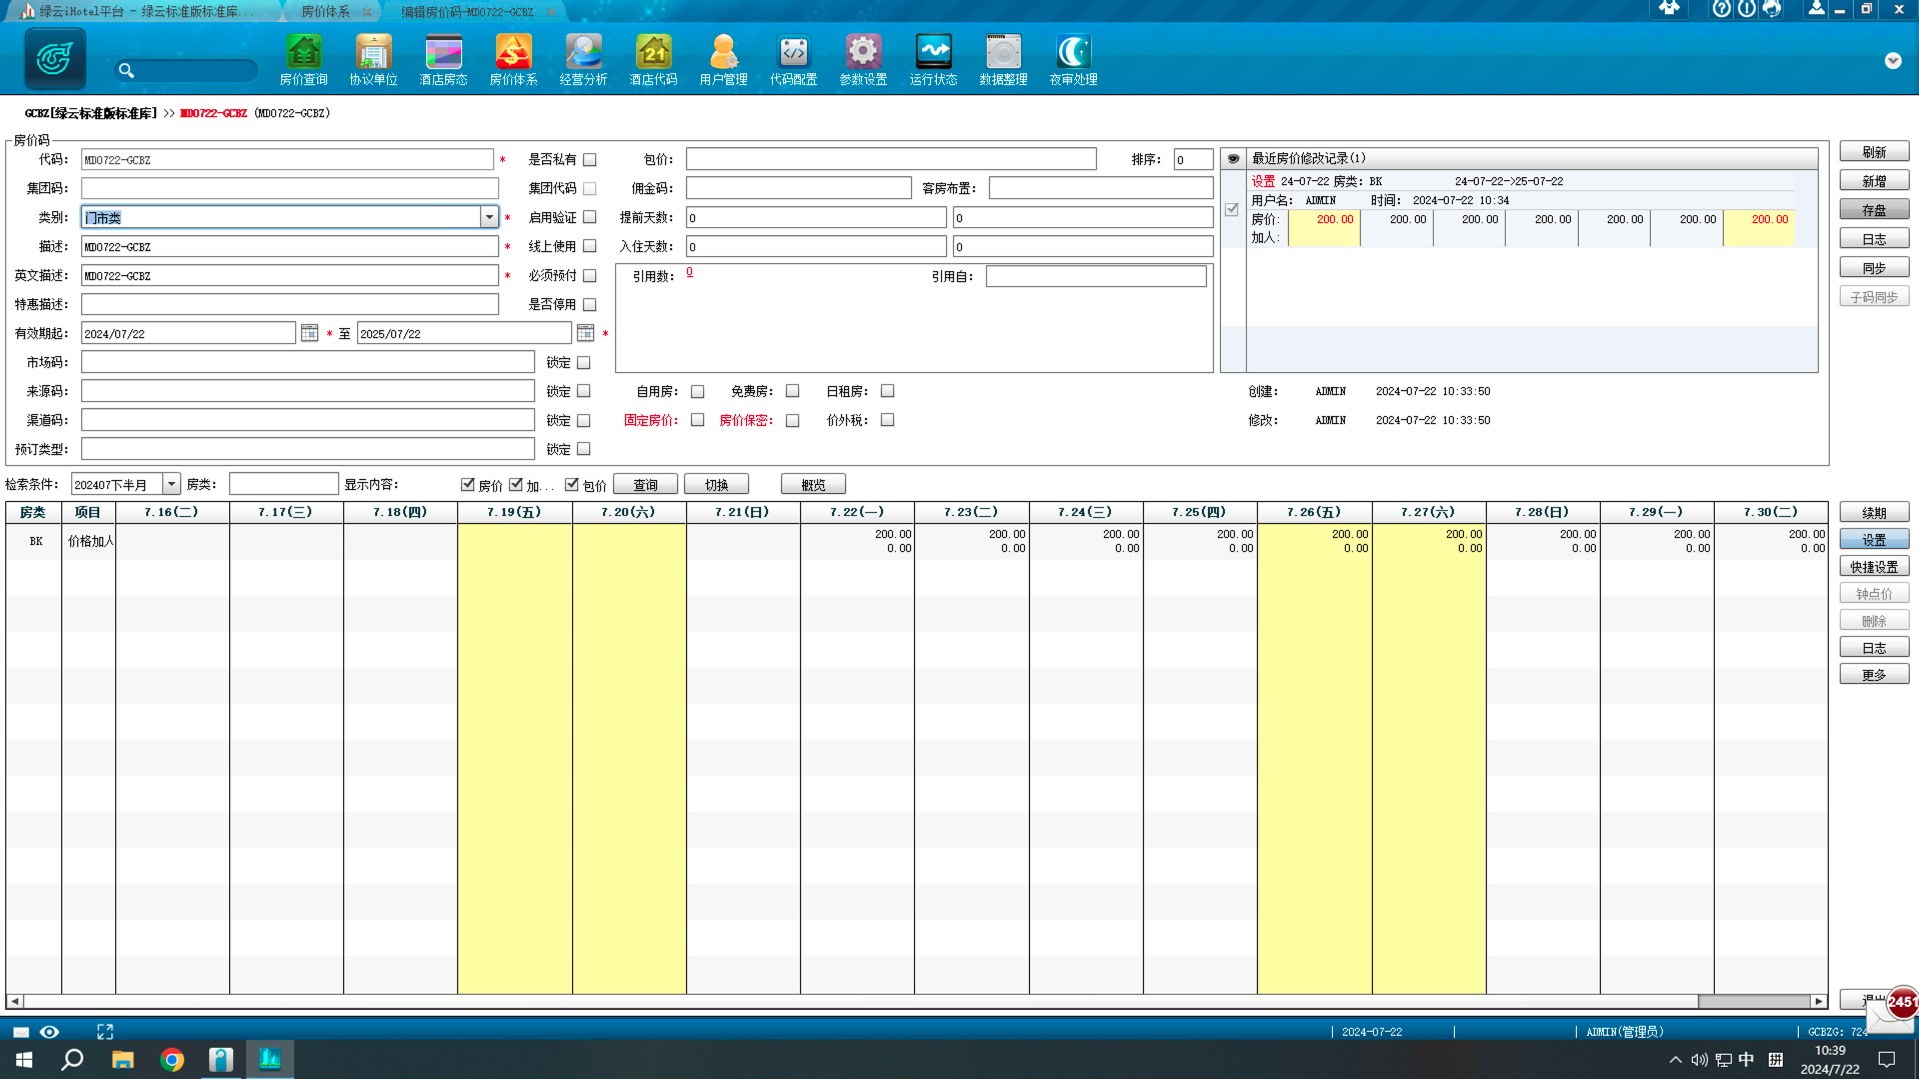 绿云iHotel平台 - 绿云标准版标准库... 房价体系 编辑房价码-MD0722-GCBZ
房价查询 协议单位 酒店房态 房价体系 经营分析 酒店代码 用户管理 代码配置 参数设置 运行状态 数据整理 夜审处理
GCBZ[绿云标准版标准库] >> MD0722-GCBZ (MD0722-GCBZ)
房价码
代码: MD0722-GCBZ * 是否私有 包价: 排序: 0
集团码: 集团代码 佣金码: 客房布置:
类别: 门市类 * 启用验证 提前天数: 0 0
描述: MD0722-GCBZ * 线上使用 入住天数: 0 0
英文描述: MD0722-GCBZ * 必须预付 引用数: 0 引用自:
特惠描述: 是否停用
有效期起: 2024/07/22 * 至 2025/07/22 *
市场码: 锁定
来源码: 锁定 自用房: 免费房: 日租房:
渠道码: 锁定 固定房价: 房价保密: 价外税:
预订类型: 锁定
最近房价修改记录(1)
设置 24-07-22 房类: BK 24-07-22->25-07-22
用户名: ADMIN 时间: 2024-07-22 10:34
房价: 200.00 200.00 200.00 200.00 200.00 200.00 200.00
加人:
创建: ADMIN 2024-07-22 10:33:50
修改: ADMIN 2024-07-22 10:33:50
刷新
新增
存盘
日志
同步
子码同步
检索条件: 202407下半月 房类: 显示内容: 房价 加... 包价 查询 切换 概览
房类 项目 7.16(二) 7.17(三) 7.18(四) 7.19(五) 7.20(六) 7.21(日) 7.22(一) 7.23(二) 7.24(三) 7.25(四) 7.26(五) 7.27(六) 7.28(日) 7.29(一) 7.30(二)
BK 价格加人 200.00 200.00 200.00 200.00 200.00 200.00 200.00 200.00 200.00
0.00 0.00 0.00 0.00 0.00 0.00 0.00 0.00 0.00
续期
设置
快捷设置
钟点价
删除
日志
更多
退出
2451
2024-07-22 ADMIN(管理员) GCBZG: 724
中 拼 10:39
2024/7/22